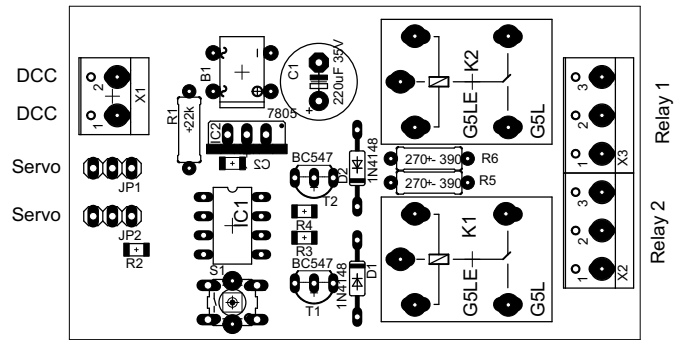 DCC
DCC
Servo
Servo
2
1
X1
JP1
JP2
R2
R1
22k
B1
C1
220uF 35V
+
7805
IC2
C2
IC1
S1
BC547
T2
R4
R3
BC547
T1
D2
1N4148
1N4148
D1
K2
G5LE
G5L
270 - 390
R6
270 - 390
R5
K1
G5LE
G5L
3
2
1
X3
3
2
1
X2
Relay 1
Relay 2